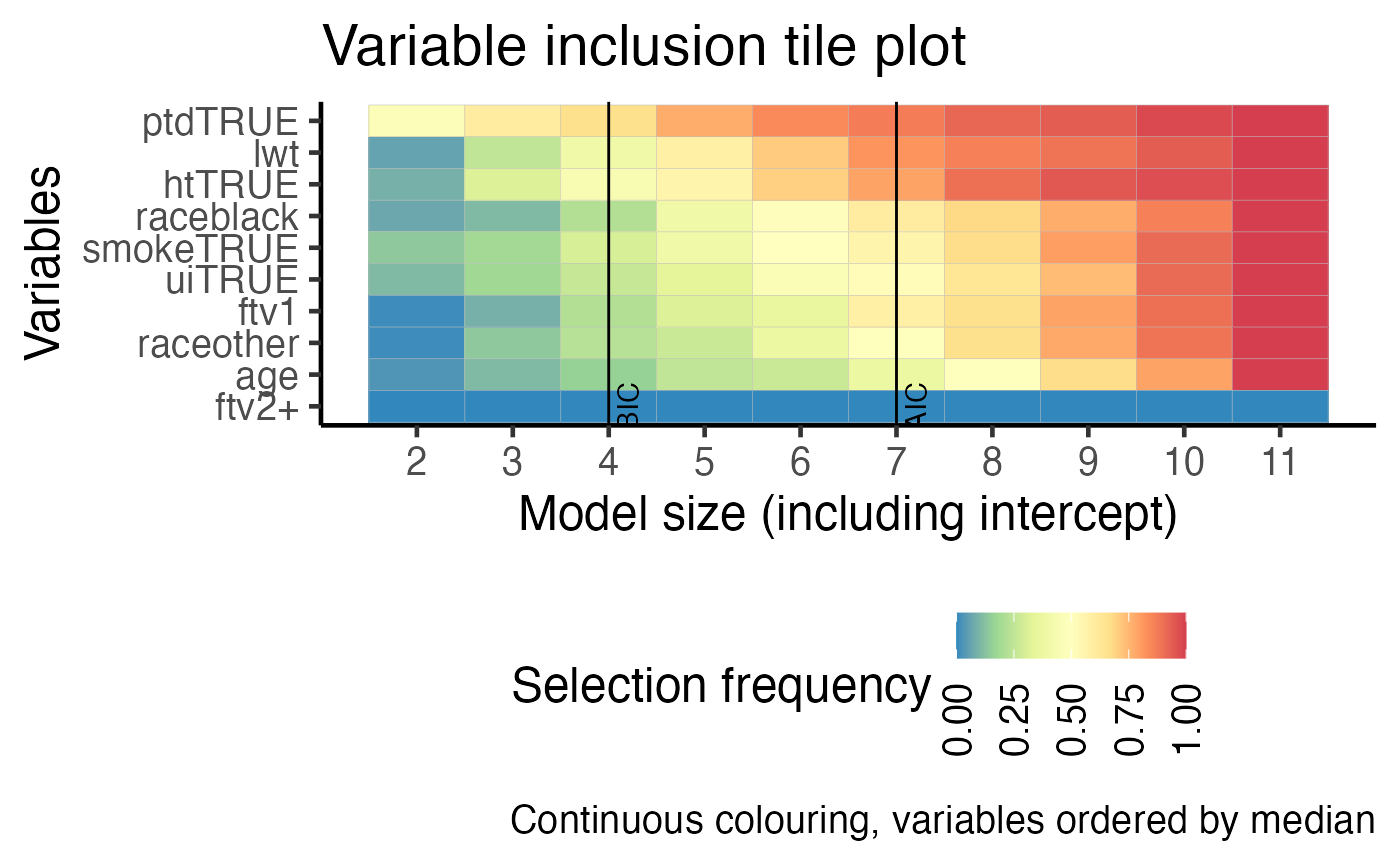 Variable inclusion tile plot
Variables
ptdTRUE
lwt
htTRUE
raceblack
smokeTRUE
uiTRUE
ftv1
raceother
age
ftv2+
BIC
AIC
2 3 4 5 6 7 8 9 10 11
Model size (including intercept)
Selection frequency
0.00 0.25 0.50 0.75 1.00
Continuous colouring, variables ordered by median